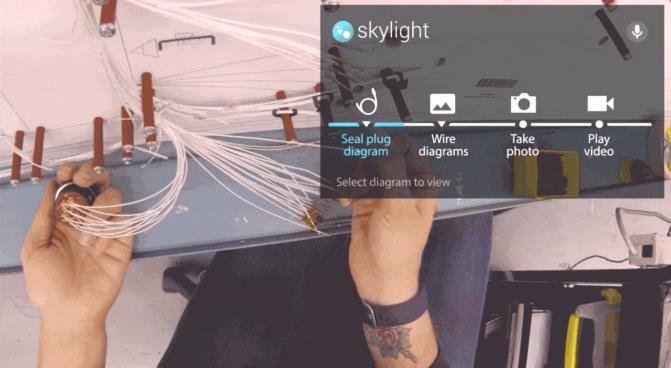 skylight
Seal plug
diagram
Wire
diagrams
Take
photo
Play
video
Select diagram to view